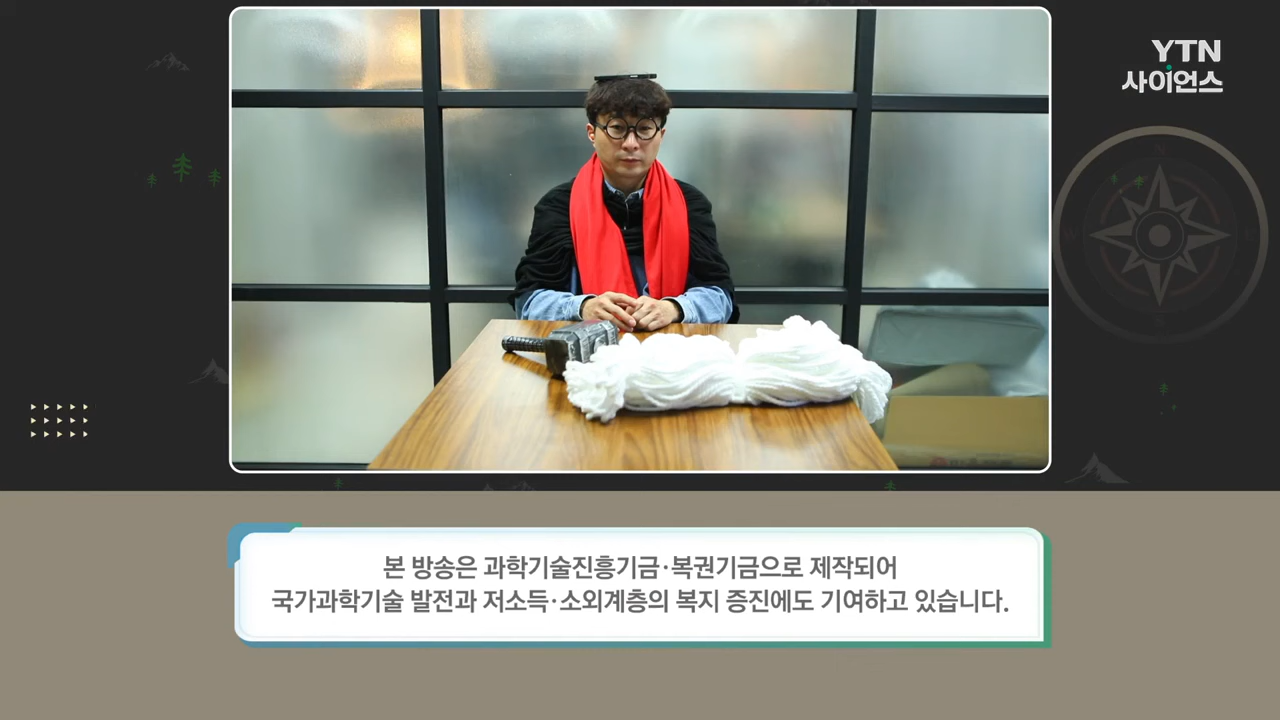 YTN
사이언스
본 방송은 과학기술진흥기금·복권기금으로 제작되어
국가과학기술 발전과 저소득·소외계층의 복지 증진에도 기여하고 있습니다.